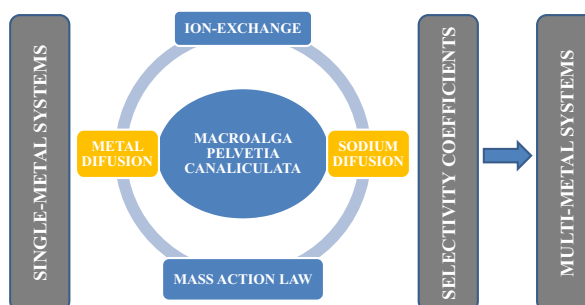 SINGLE-METAL SYSTEMS
ION-EXCHANGE
METAL
DIFUSION
MACROALGA
PELVETIA
CANALICULATA
SODIUM
DIFUSION
MASS ACTION LAW
SELECTIVITY COEFFICIENTS
MULTI-METAL SYSTEMS